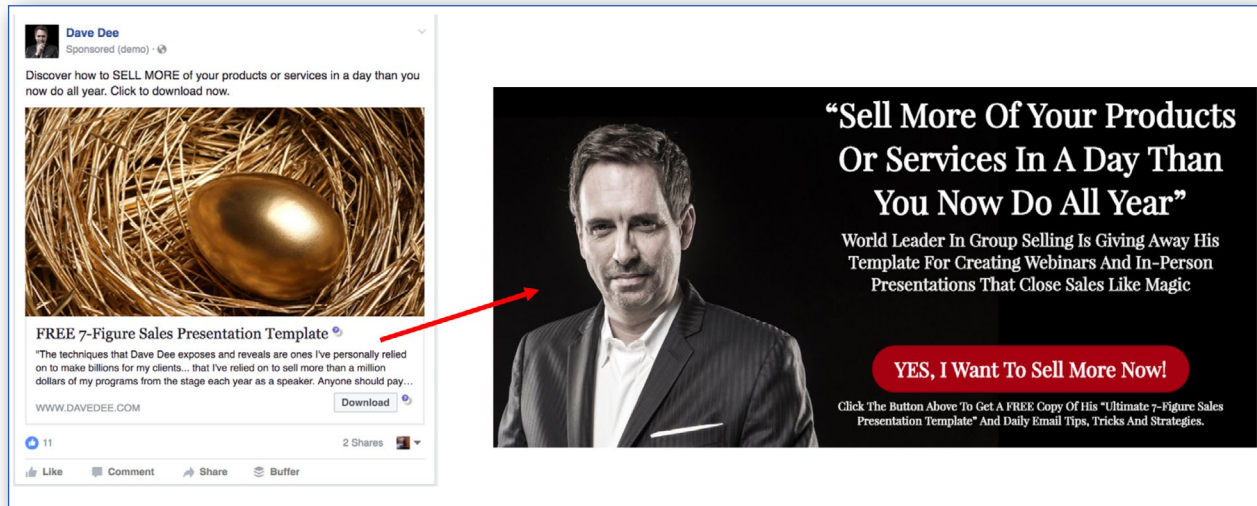 Dave Dee
Sponsored (demo) ·
Discover how to SELL MORE of your products or services in a day than you
now do all year. Click to download now.
FREE 7-Figure Sales Presentation Template
"The techniques that Dave Dee exposes and reveals are ones I've personally relied
on to make billions for my clients... that I've relied on to sell more than a million
dollars of my programs from the stage each year as a speaker. Anyone should pay…
WWW.DAVEDEE.COM
Download
11
2 Shares
Like
Comment
Share
Buffer
“Sell More Of Your Products
Or Services In A Day Than
You Now Do All Year”
World Leader In Group Selling Is Giving Away His
Template For Creating Webinars And In-Person
Presentations That Close Sales Like Magic
YES, I Want To Sell More Now!
Click The Button Above To Get A FREE Copy Of His “Ultimate 7-Figure Sales
Presentation Template” And Daily Email Tips, Tricks And Strategies.